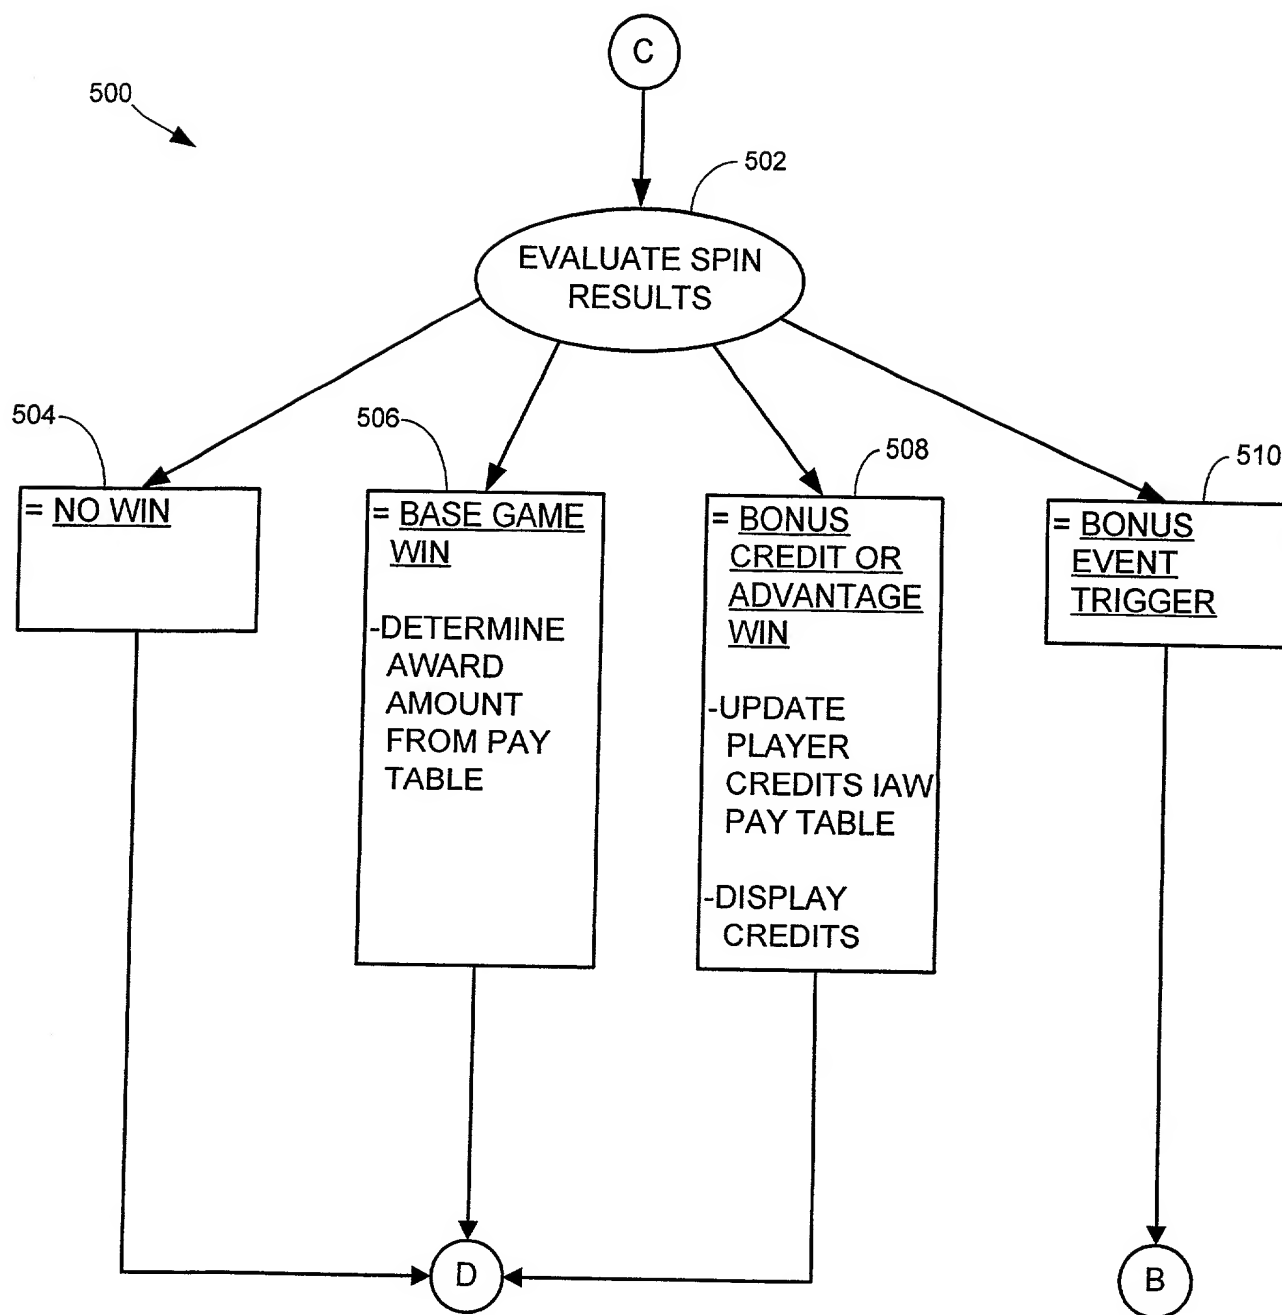 C
500
502
EVALUATE SPIN
RESULTS
504
= NO WIN
506
= BASE GAME
WIN
-DETERMINE
AWARD
AMOUNT
FROM PAY
TABLE
508
= BONUS
CREDIT OR
ADVANTAGE
WIN
-UPDATE
PLAYER
CREDITS IAW
PAY TABLE
-DISPLAY
CREDITS
510
= BONUS
EVENT
TRIGGER
D
B